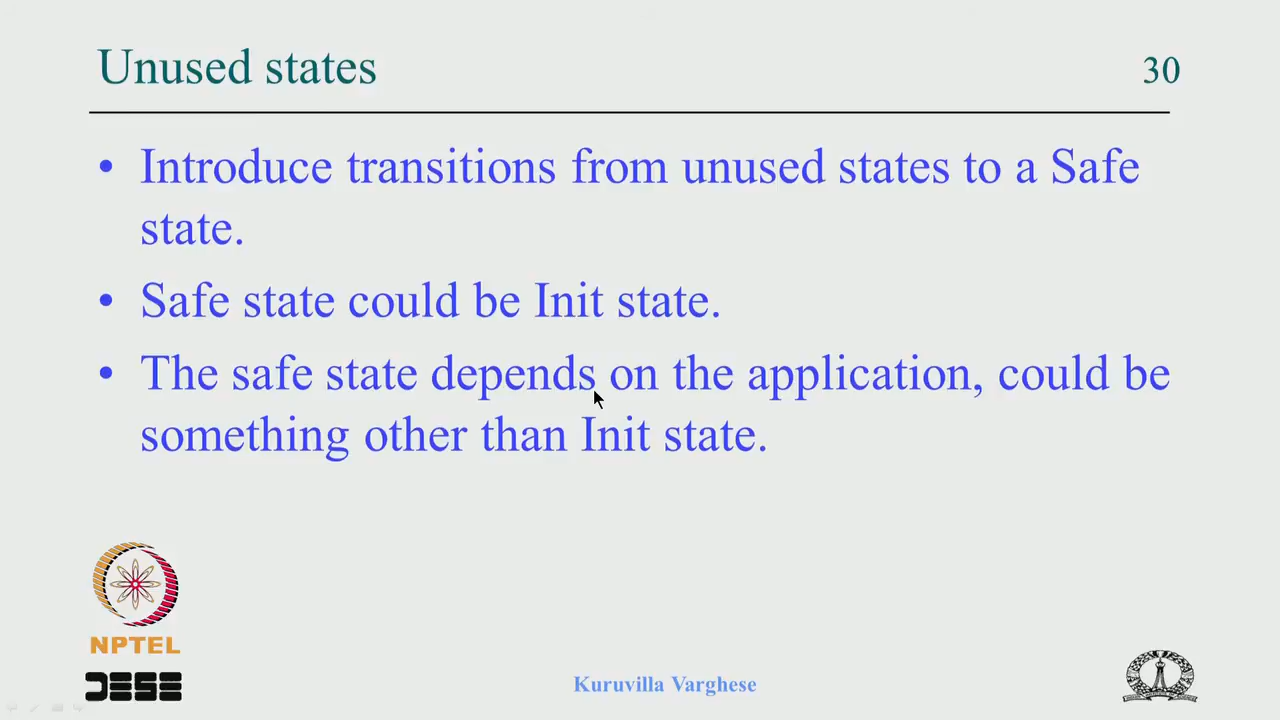 Unused states
30
• Introduce transitions from unused states to a Safe
state.
• Safe state could be Init state.
• The safe state depends on the application, could be
something other than Init state.
NPTEL
DESE
Kuruvilla Varghese